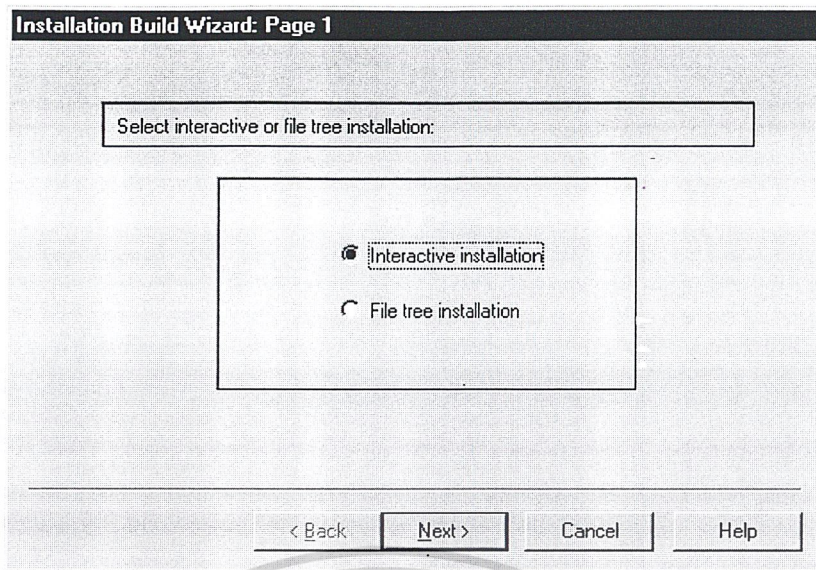 Installation Build Wizard: Page 1
Select interactive or file tree installation:
Interactive installation
File tree installation
< Back Next > Cancel Help